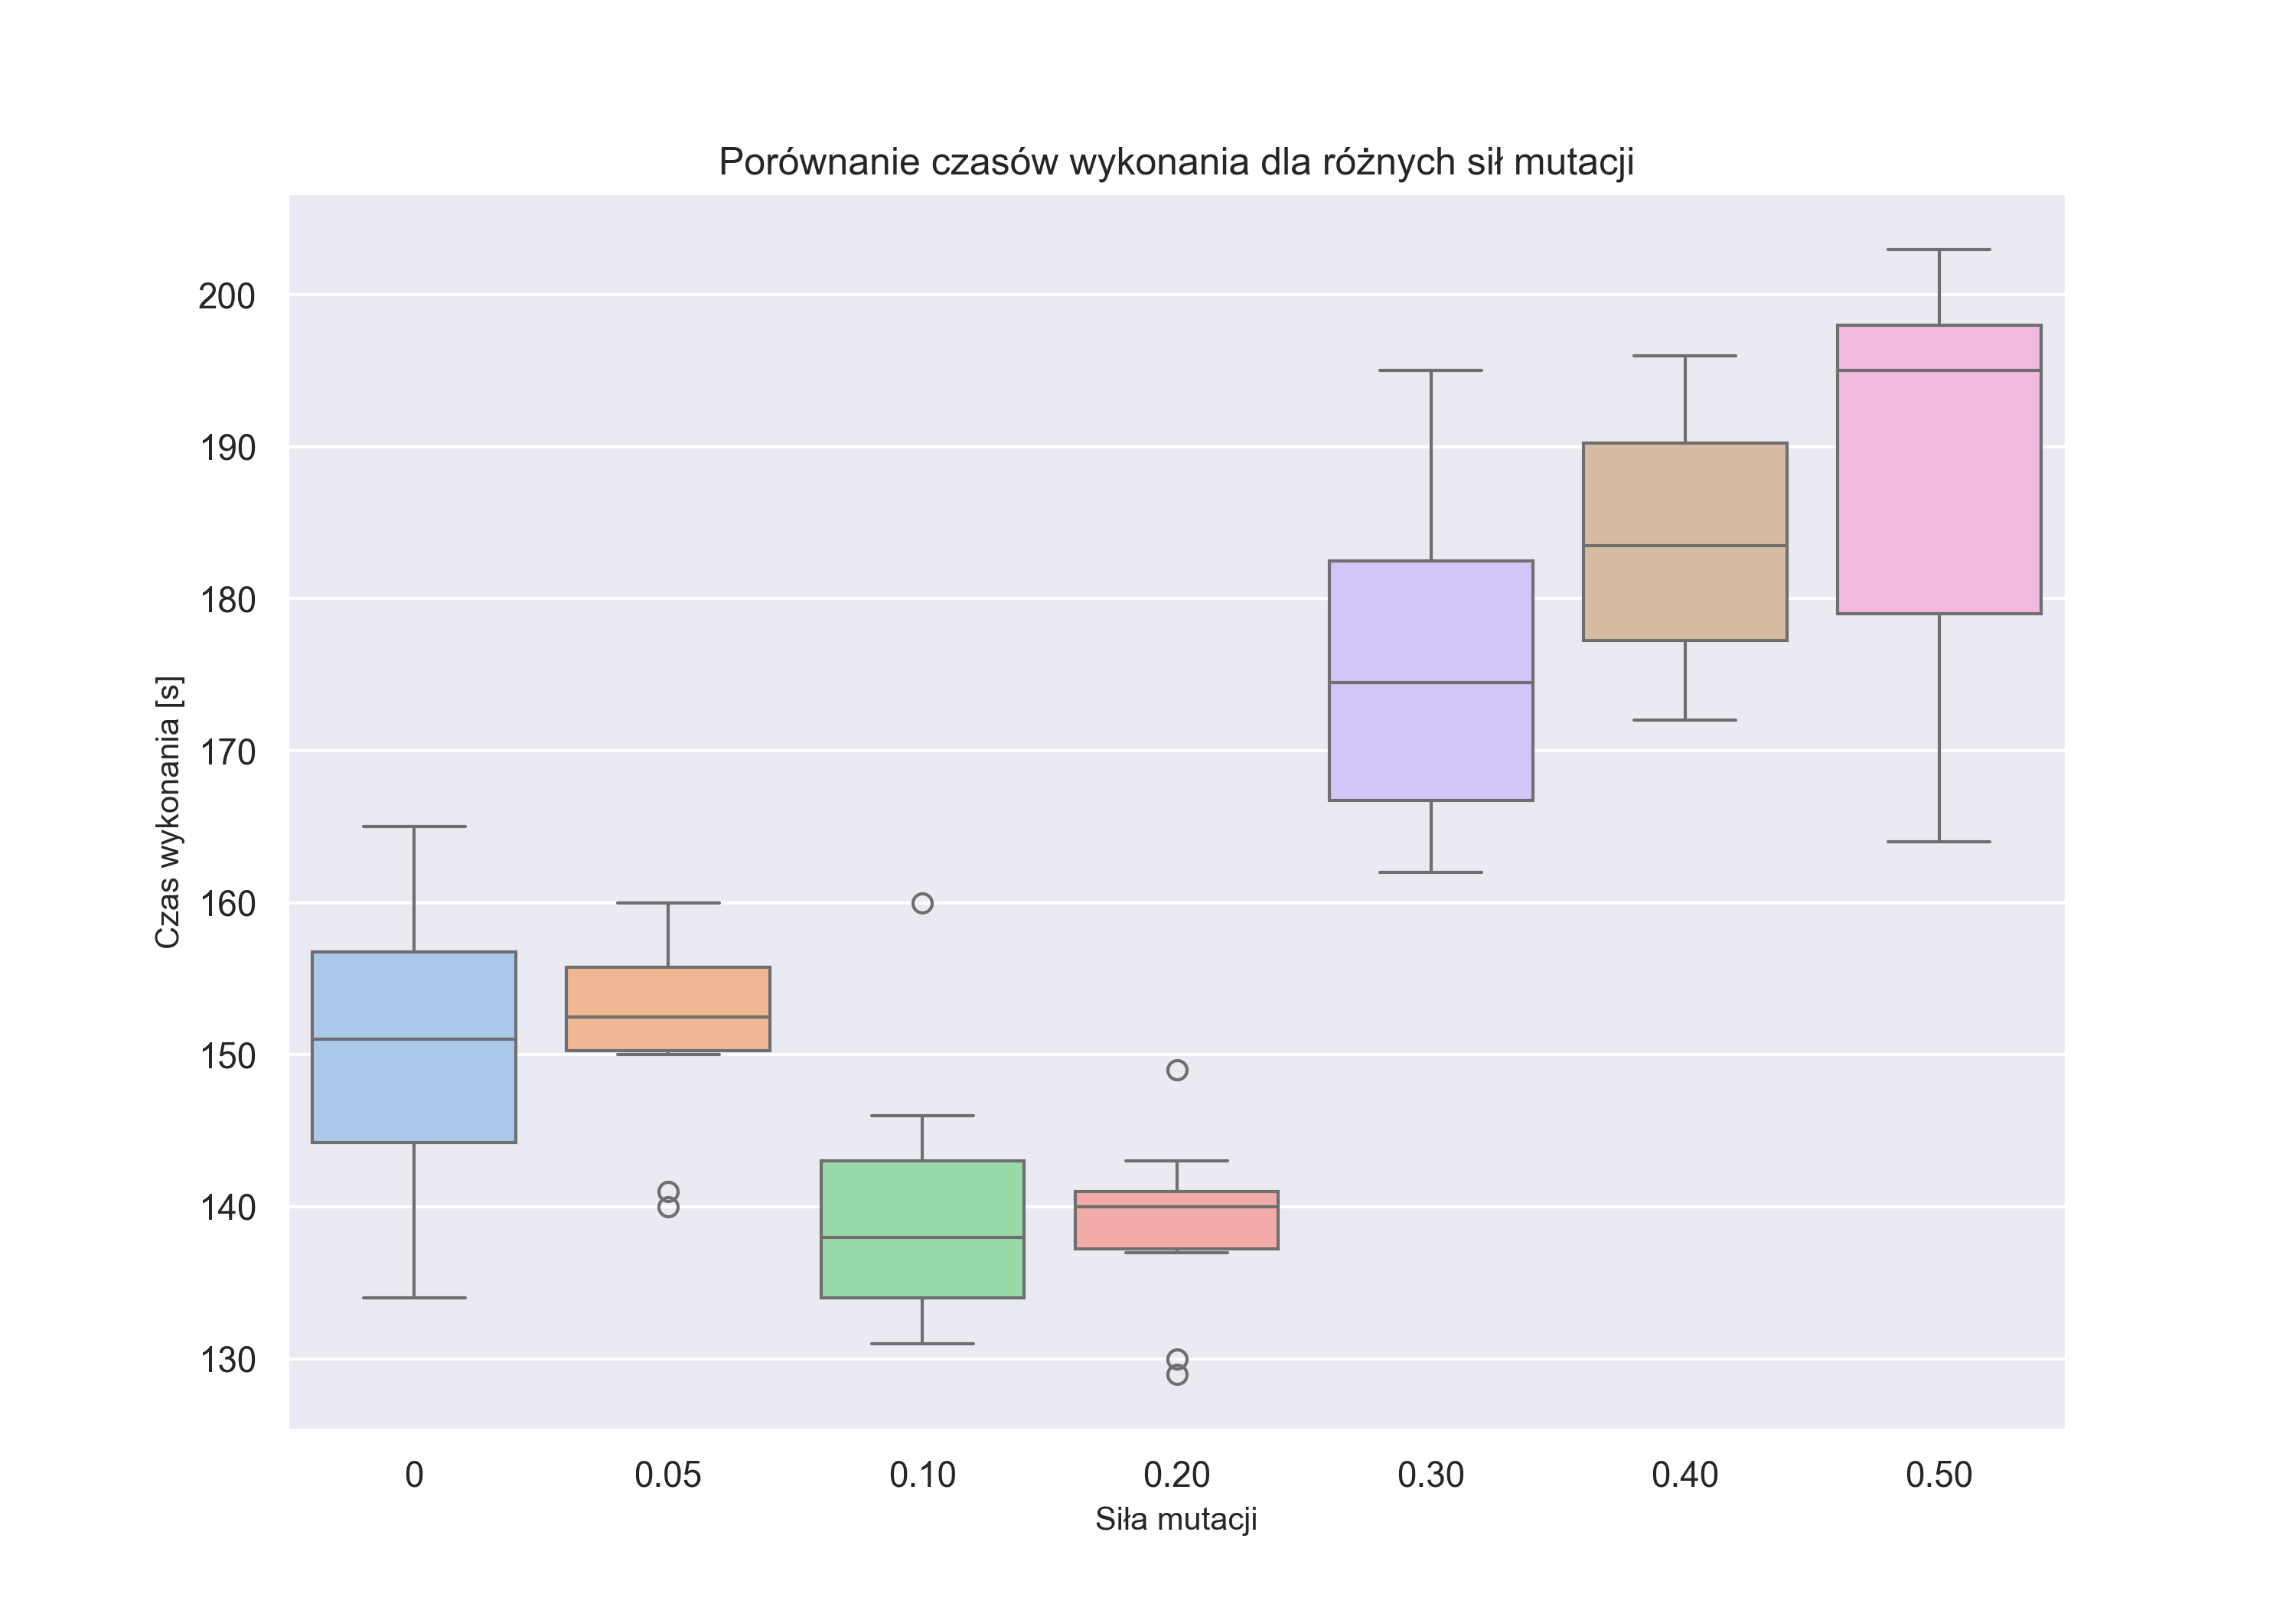 Porównanie czasów wykonania dla różnych sił mutacji
Czas wykonania [s]
200
190
180
170
160
150
140
130
0 0.05 0.10 0.20 0.30 0.40 0.50
Siła mutacji